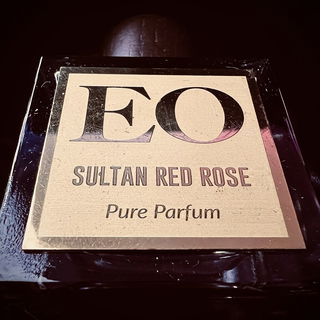 EO
SULTAN RED ROSE
Pure Parfum